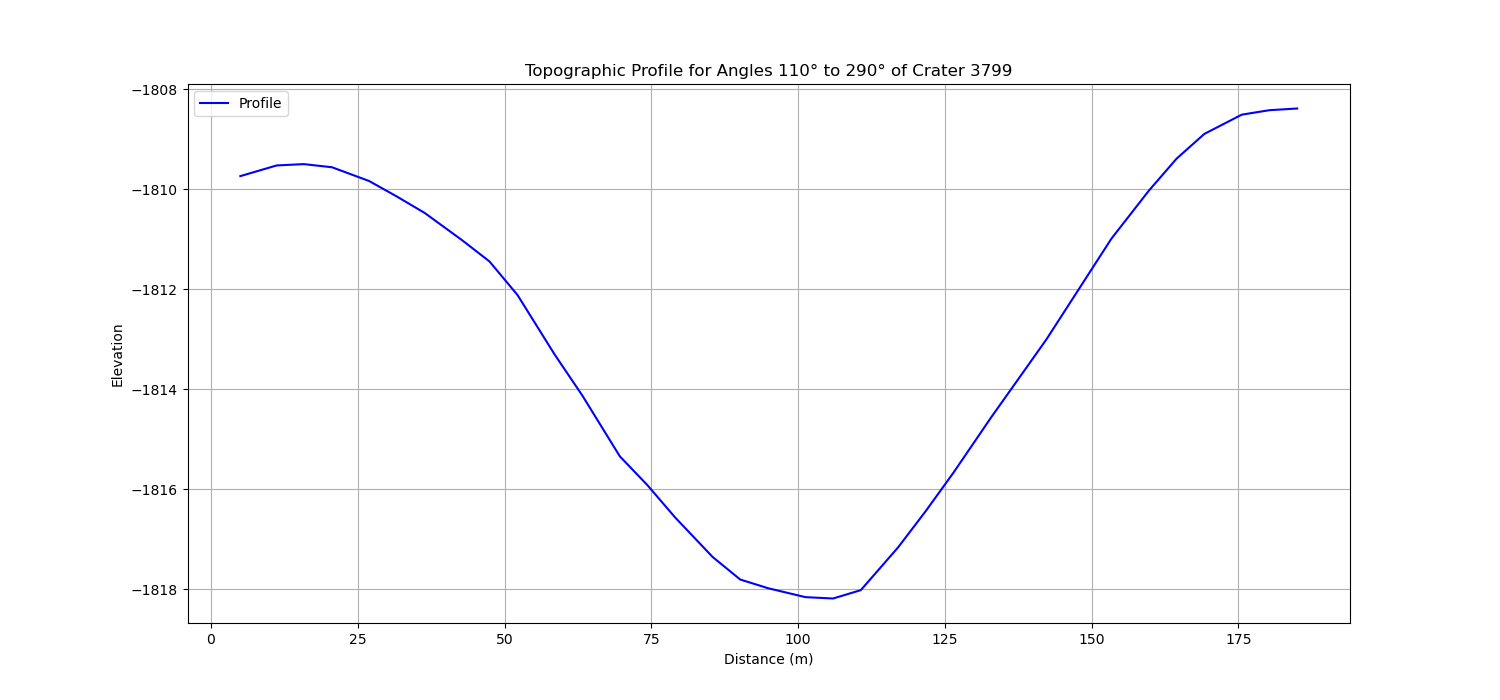 Topographic Profile for Angles 110° to 290° of Crater 3799
Profile
−1808
−1810
−1812
−1814
−1816
−1818
Elevation
0 25 50 75 100 125 150 175
Distance (m)